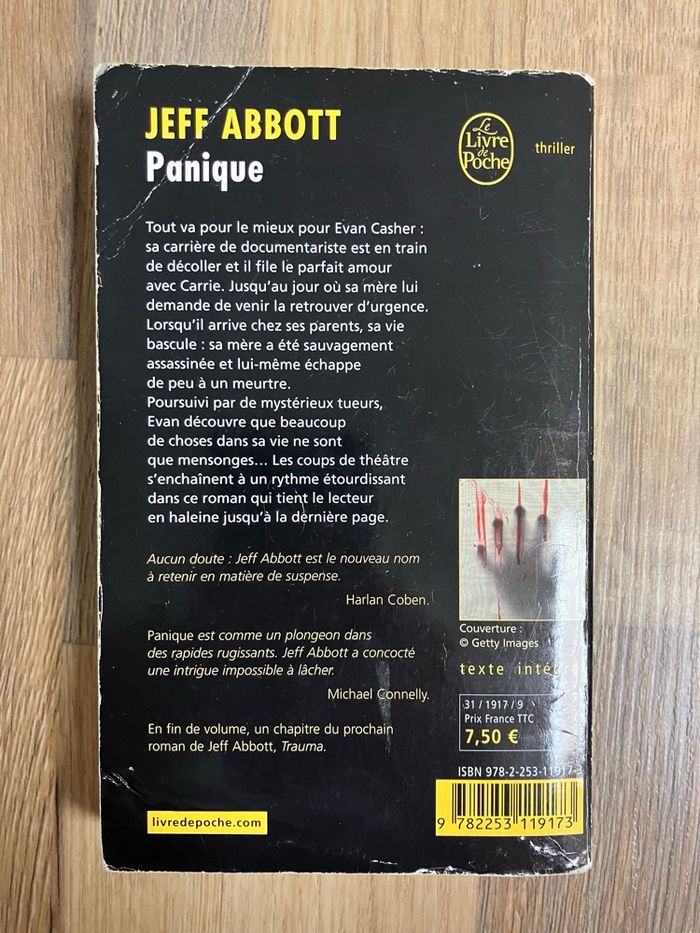 JEFF ABBOTT
Panique
Le
Livre
de
Poche
thriller
Tout va pour le mieux pour Evan Casher :
sa carrière de documentariste est en train
de décoller et il file le parfait amour
avec Carrie. Jusqu'au jour où sa mère lui
demande de venir la retrouver d'urgence.
Lorsqu'il arrive chez ses parents, sa vie
bascule : sa mère a été sauvagement
assassinée et lui-même échappe
de peu à un meurtre.
Poursuivi par de mystérieux tueurs,
Evan découvre que beaucoup
de choses dans sa vie ne sont
que mensonges... Les coups de théâtre
s'enchaînent à un rythme étourdissant
dans ce roman qui tient le lecteur
en haleine jusqu'à la dernière page.
Aucun doute : Jeff Abbott est le nouveau nom
à retenir en matière de suspense.
Harlan Coben.
Panique est comme un plongeon dans
des rapides rugissants. Jeff Abbott a concocté
une intrigue impossible à lâcher.
Michael Connelly.
En fin de volume, un chapitre du prochain
roman de Jeff Abbott, Trauma.
livredepoche.com
Couverture :
© Getty Images
texte intégra
31 / 1917 / 9
Prix France TTC
7,50 €
ISBN 978-2-253-11917-3
9 782253 119173